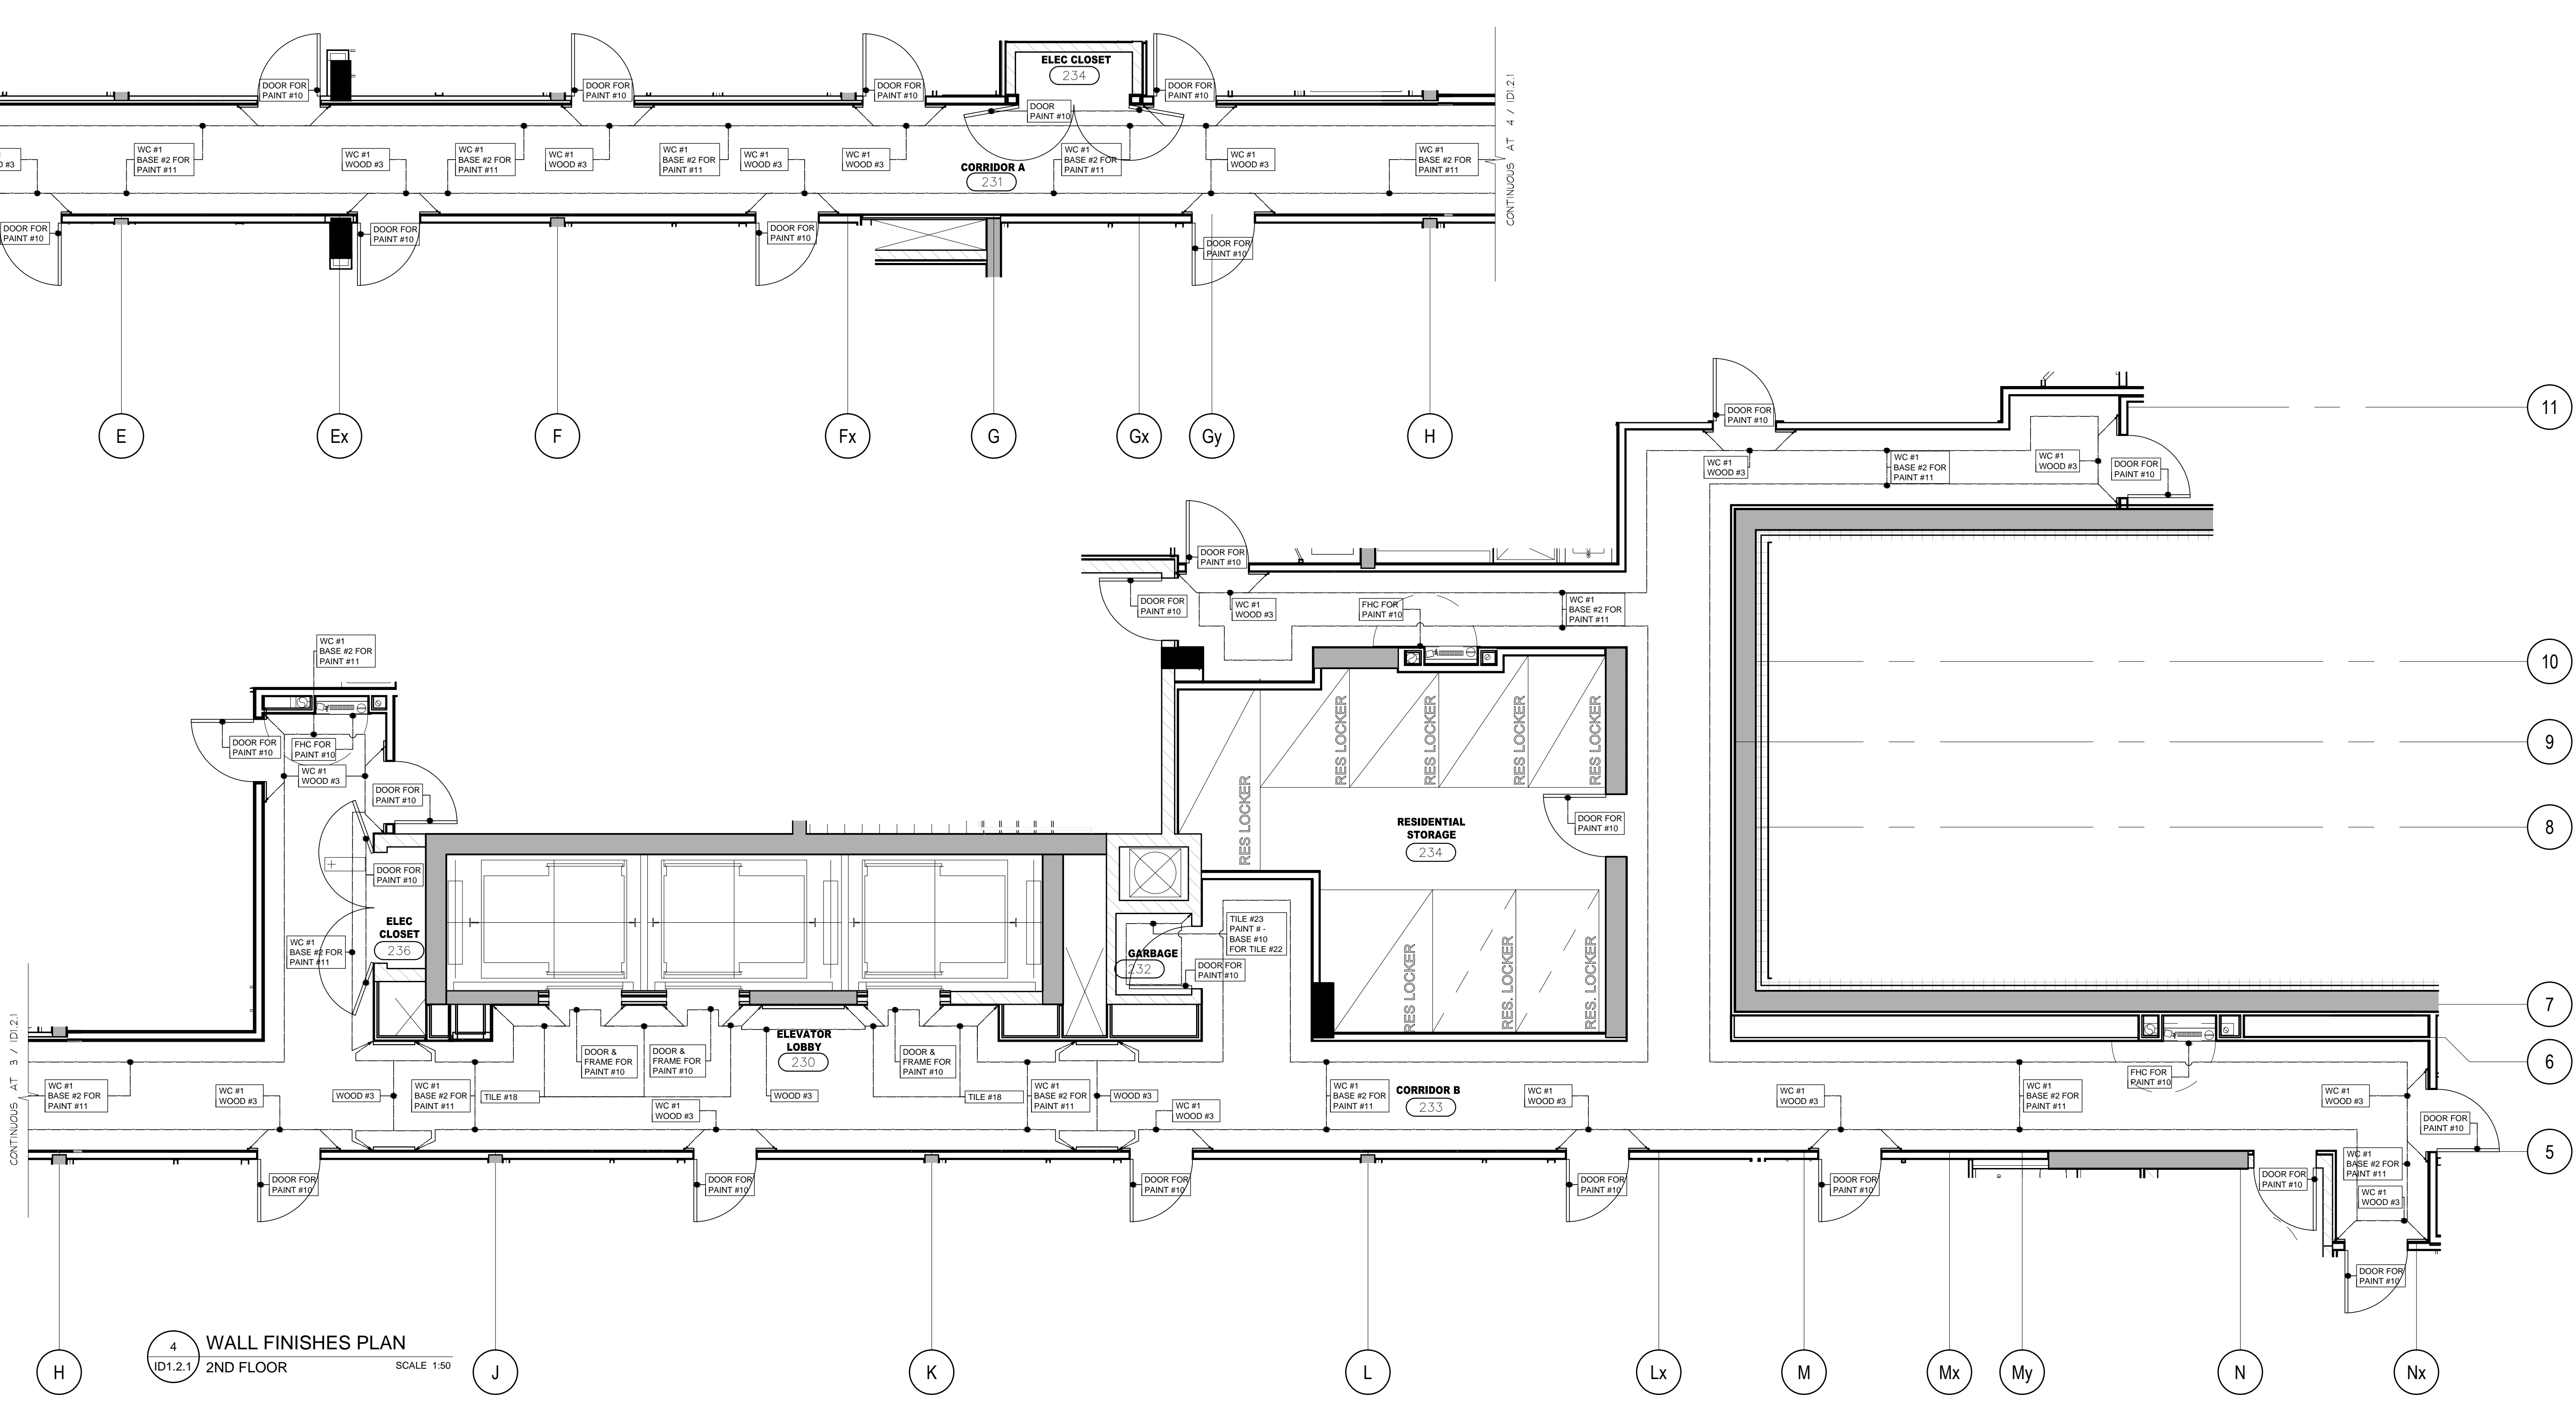 ELEC CLOSET
234
DOOR FOR
PAINT #10
DOOR FOR
PAINT #10
DOOR FOR
PAINT #10
DOOR
PAINT #10
DOOR FOR
PAINT #10
CONTINUOUS AT 4 / ID1.2.1
#3
WC #1
BASE #2 FOR
PAINT #11
WC #1
WOOD #3
WC #1
BASE #2 FOR
PAINT #11
WC #1
WOOD #3
WC #1
BASE #2 FOR
PAINT #11
WC #1
WOOD #3
WC #1
WOOD #3
CORRIDOR A
231
WC #1
BASE #2 FOR
PAINT #11
WC #1
WOOD #3
WC #1
BASE #2 FOR
PAINT #11
DOOR FOR
PAINT #10
DOOR FOR
PAINT #10
DOOR FOR
PAINT #10
DOOR FOR
PAINT #10
E
Ex
F
Fx
G
Gx
Gy
H
11
DOOR FOR
PAINT #10
WC #1
WOOD #3
WC #1
BASE #2 FOR
PAINT #11
WC #1
WOOD #3
DOOR FOR
PAINT #10
DOOR FOR
PAINT #10
DOOR FOR
PAINT #10
WC #1
WOOD #3
FHC FOR
PAINT #10
WC #1
BASE #2 FOR
PAINT #11
10
WC #1
BASE #2 FOR
PAINT #11
DOOR FOR
PAINT #10
FHC FOR
PAINT #10
WC #1
WOOD #3
DOOR FOR
PAINT #10
RES LOCKER
RES LOCKER
RES LOCKER
RES LOCKER
RES LOCKER
9
RESIDENTIAL
STORAGE
234
DOOR FOR
PAINT #10
8
DOOR FOR
PAINT #10
ELEC
CLOSET
236
WC #1
BASE #2 FOR
PAINT #11
TILE #23
PAINT # -
BASE #10
FOR TILE #22
GARBAGE
232
DOOR FOR
PAINT #10
RES LOCKER
RES. LOCKER
RES. LOCKER
7
CONTINUOUS AT 3 / ID1.2.1
ELEVATOR
LOBBY
230
DOOR &
FRAME FOR
PAINT #10
DOOR &
FRAME FOR
PAINT #10
DOOR &
FRAME FOR
PAINT #10
6
WC #1
BASE #2 FOR
PAINT #11
WC #1
WOOD #3
WOOD #3
WC #1
BASE #2 FOR
PAINT #11
TILE #18
WC #1
WOOD #3
WOOD #3
TILE #18
WC #1
BASE #2 FOR
PAINT #11
WOOD #3
WC #1
WOOD #3
WC #1
BASE #2 FOR
PAINT #11
CORRIDOR B
233
WC #1
WOOD #3
WC #1
WOOD #3
WC #1
BASE #2 FOR
PAINT #11
FHC FOR
PAINT #10
WC #1
WOOD #3
DOOR FOR
PAINT #10
5
DOOR FOR
PAINT #10
DOOR FOR
PAINT #10
DOOR FOR
PAINT #10
DOOR FOR
PAINT #10
DOOR FOR
PAINT #10
DOOR FOR
PAINT #10
WC #1
BASE #2 FOR
PAINT #11
WC #1
WOOD #3
DOOR FOR
PAINT #10
4
ID1.2.1
WALL FINISHES PLAN
2ND FLOOR
SCALE 1:50
H
J
K
L
Lx
M
Mx
My
N
Nx